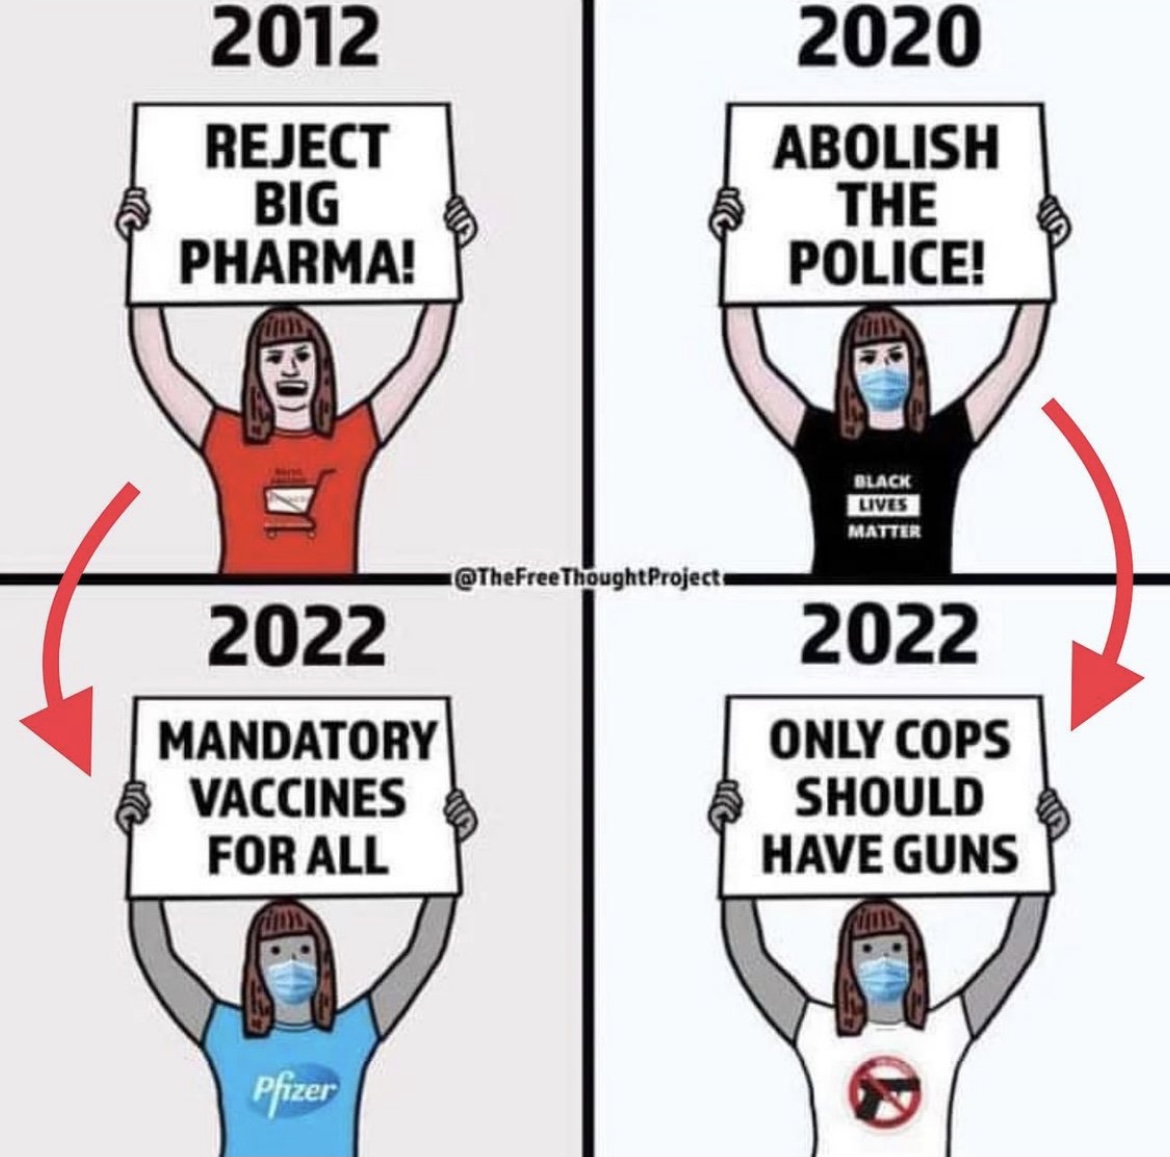 2012
REJECT
BIG
PHARMA!
2020
ABOLISH
THE
POLICE!
BLACK
LIVES
MATTER
@TheFreeThoughtProject
2022
MANDATORY
VACCINES
FOR ALL
Pfizer
2022
ONLY COPS
SHOULD
HAVE GUNS